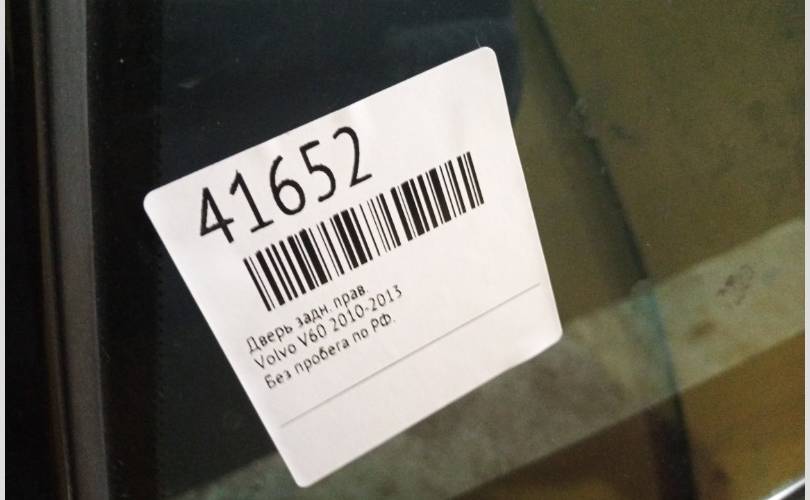 41652
Дверь задн. прав.
Volvo V60 2010-2013
Без пробега по РФ.